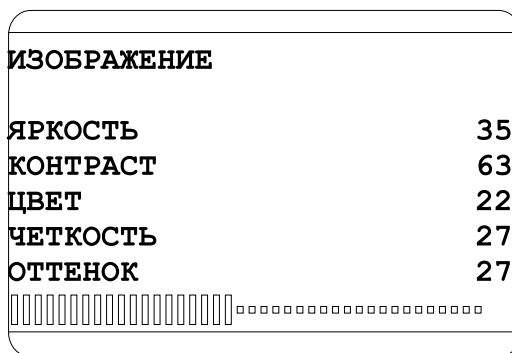 ИЗОБРАЖЕНИЕ
ЯРКОСТЬ 35
КОНТРАСТ 63
ЦВЕТ 22
ЧЕТКОСТЬ 27
ОТТЕНОК 27